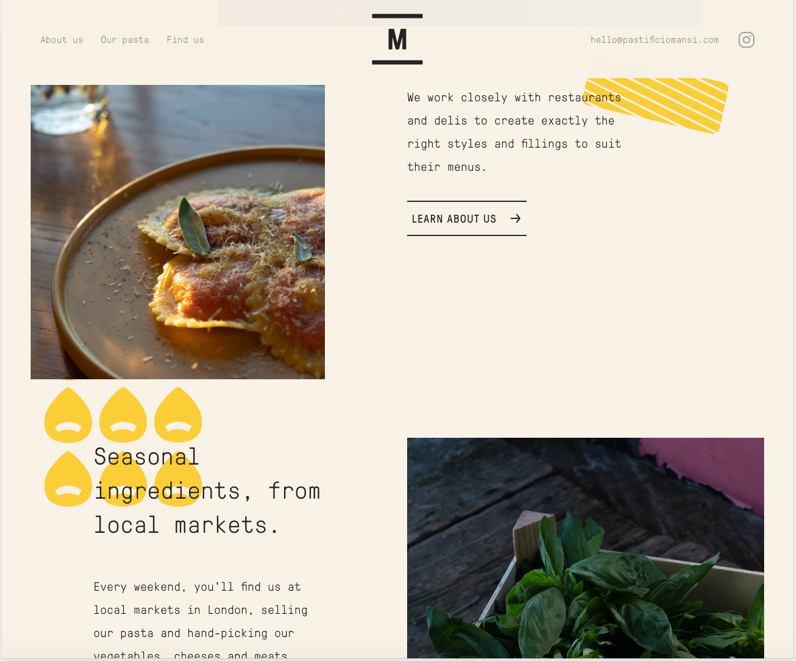 About us Our pasta Find us
M
hello@pastificiomansi.com
We work closely with restaurants
and delis to create exactly the
right styles and fillings to suit
their menus.
LEARN ABOUT US →
Seasonal
ingredients, from
local markets.
Every weekend, you'll find us at
local markets in London, selling
our pasta and hand-picking our
vegetables, cheeses and meats